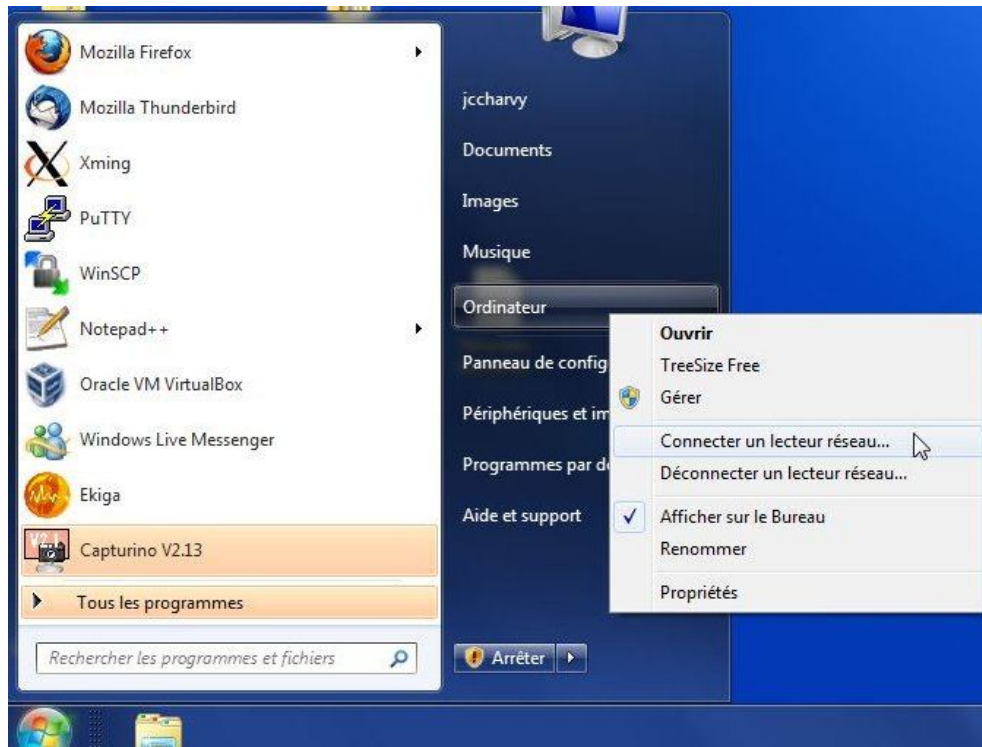 Mozilla Firefox
Mozilla Thunderbird
Xming
PuTTY
WinSCP
Notepad++
Oracle VM VirtualBox
Windows Live Messenger
Ekiga
Capturino V2.13
Tous les programmes
Rechercher les programmes et fichiers
jccharvy
Documents
Images
Musique
Ordinateur
Panneau de config
Périphériques et im
Programmes par d
Aide et support
Arrêter
Ouvrir
TreeSize Free
Gérer
Connecter un lecteur réseau...
Déconnecter un lecteur réseau...
Afficher sur le Bureau
Renommer
Propriétés